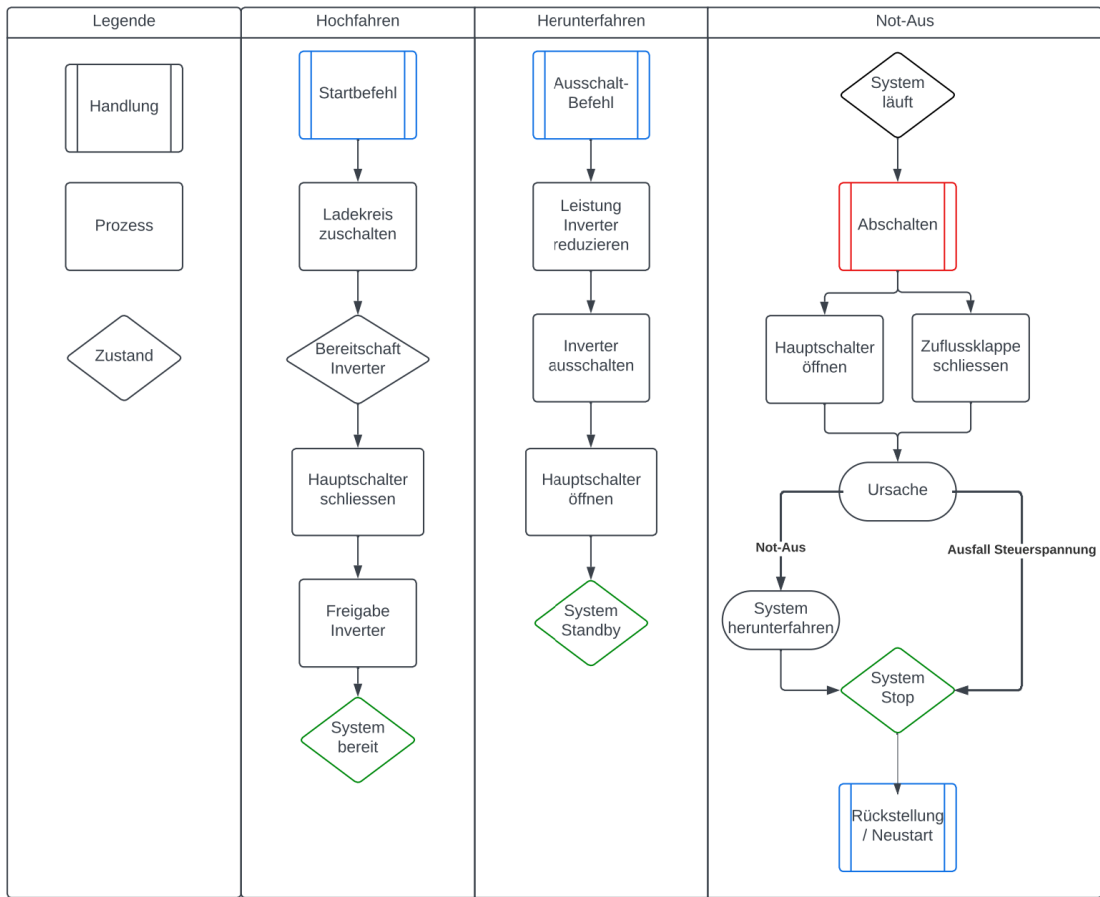 Legende
Handlung
Prozess
Zustand
Hochfahren
Startbefehl
Ladekreis
zuschalten
Bereitschaft
Inverter
Hauptschalter
schliessen
Freigabe
Inverter
System
bereit
Herunterfahren
Ausschalt-
Befehl
Leistung
Inverter
reduzieren
Inverter
ausschalten
Hauptschalter
öffnen
System
Standby
Not-Aus
System
läuft
Abschalten
Hauptschalter
öffnen
Zuflussklappe
schliessen
Ursache
Not-Aus
Ausfall Steuerspannung
System
herunterfahren
System
Stop
Rückstellung
/ Neustart